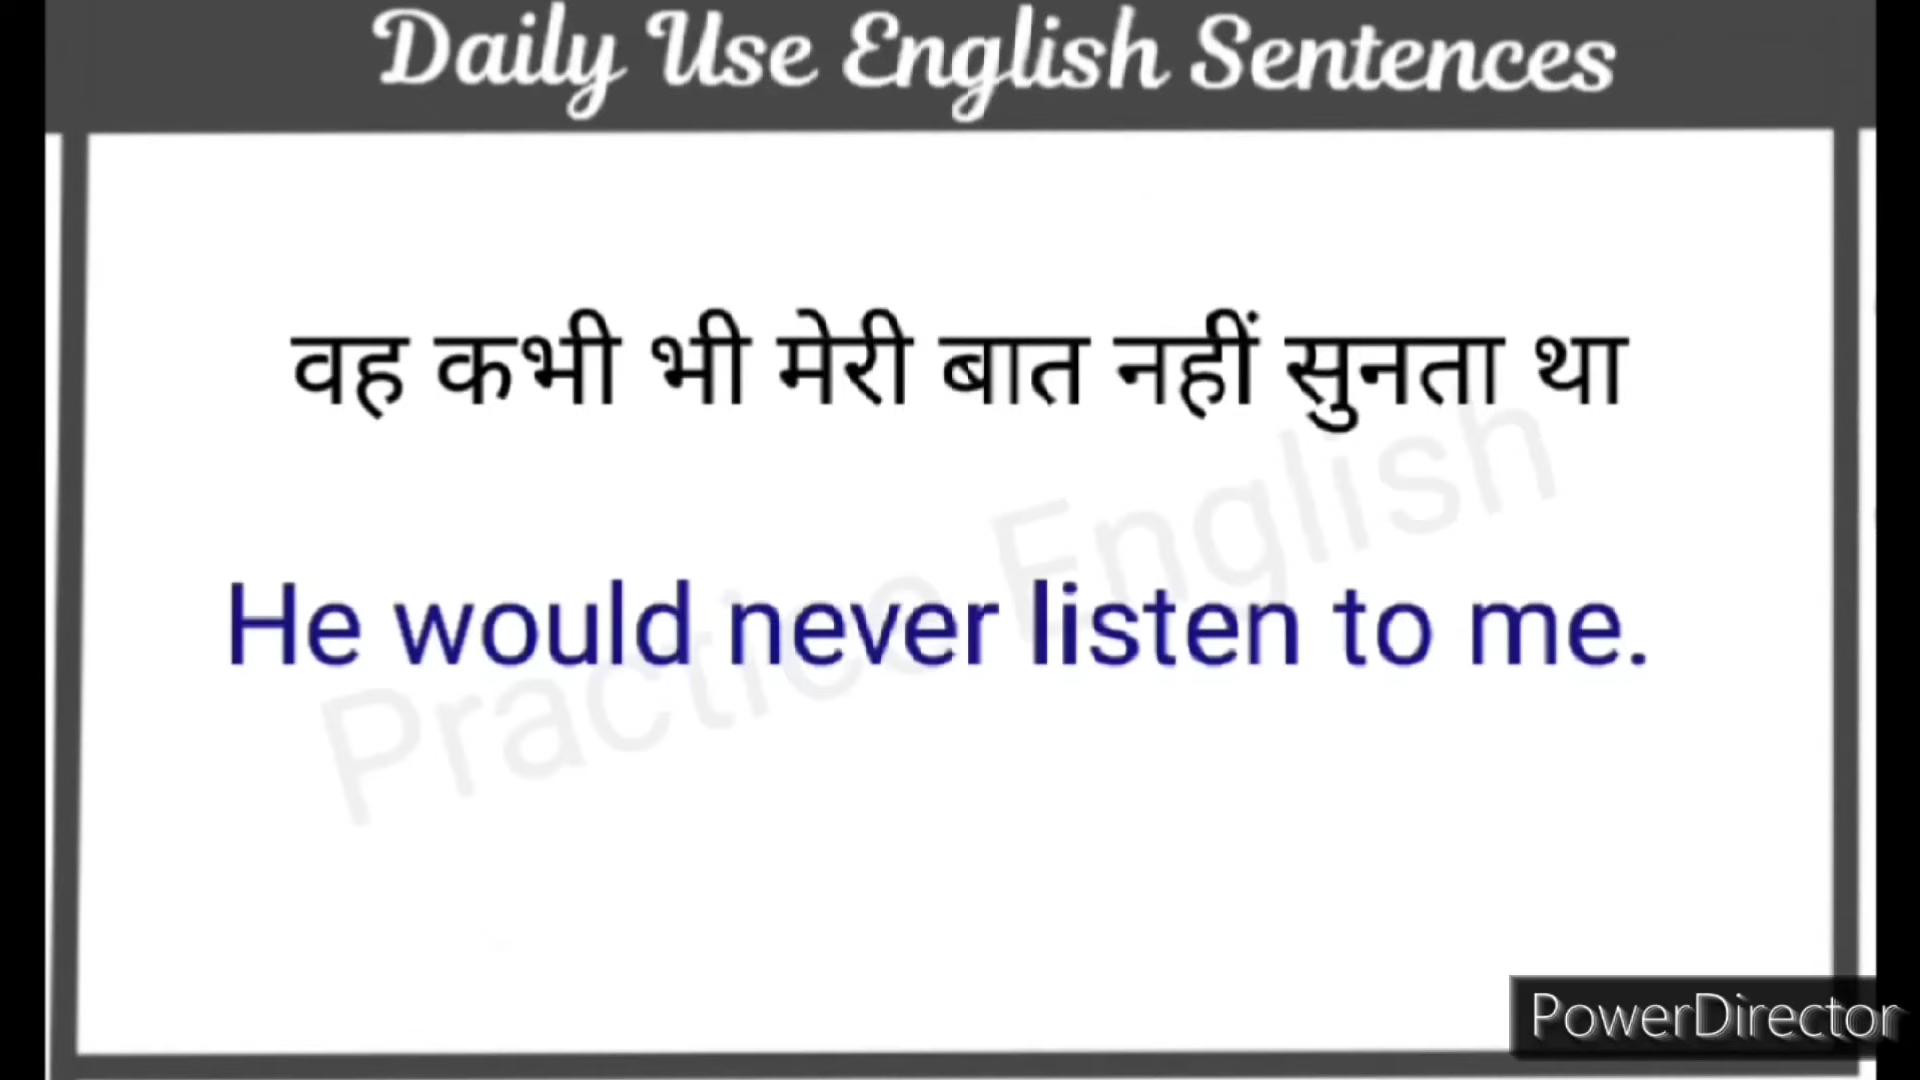 Daily Use English Sentences
वह कभी भी मेरी बात नहीं सुनता था
He would never listen to me.
Practice English
PowerDirector